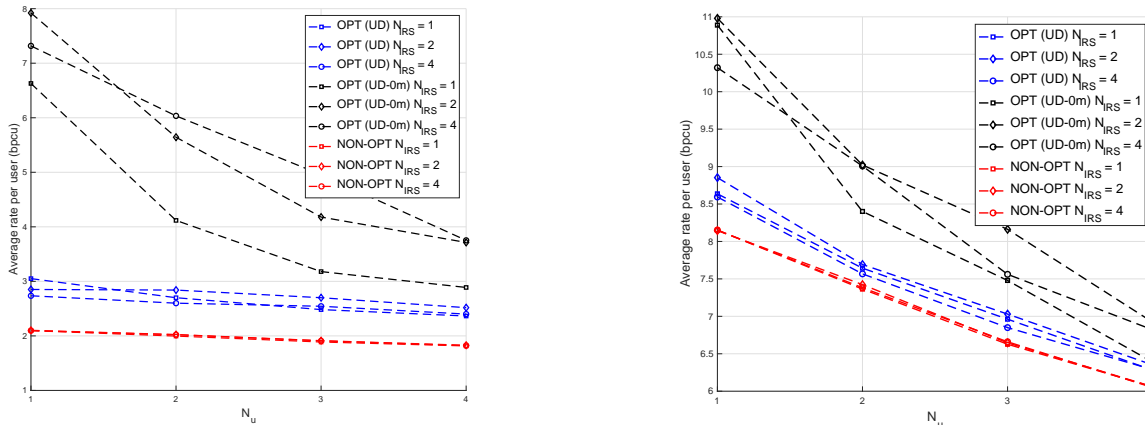 8
7
6
5
4
3
2
1
Average rate per user (bpcu)
OPT (UD) N_IRS = 1
OPT (UD) N_IRS = 2
OPT (UD) N_IRS = 4
OPT (UD-0m) N_IRS = 1
OPT (UD-0m) N_IRS = 2
OPT (UD-0m) N_IRS = 4
NON-OPT N_IRS = 1
NON-OPT N_IRS = 2
NON-OPT N_IRS = 4
1 2 3 4
N_u
11
10.5
10
9.5
9
8.5
8
7.5
7
6.5
6
Average rate per user (bpcu)
OPT (UD) N_IRS = 1
OPT (UD) N_IRS = 2
OPT (UD) N_IRS = 4
OPT (UD-0m) N_IRS = 1
OPT (UD-0m) N_IRS = 2
OPT (UD-0m) N_IRS = 4
NON-OPT N_IRS = 1
NON-OPT N_IRS = 2
NON-OPT N_IRS = 4
1 2 3 4
N_u